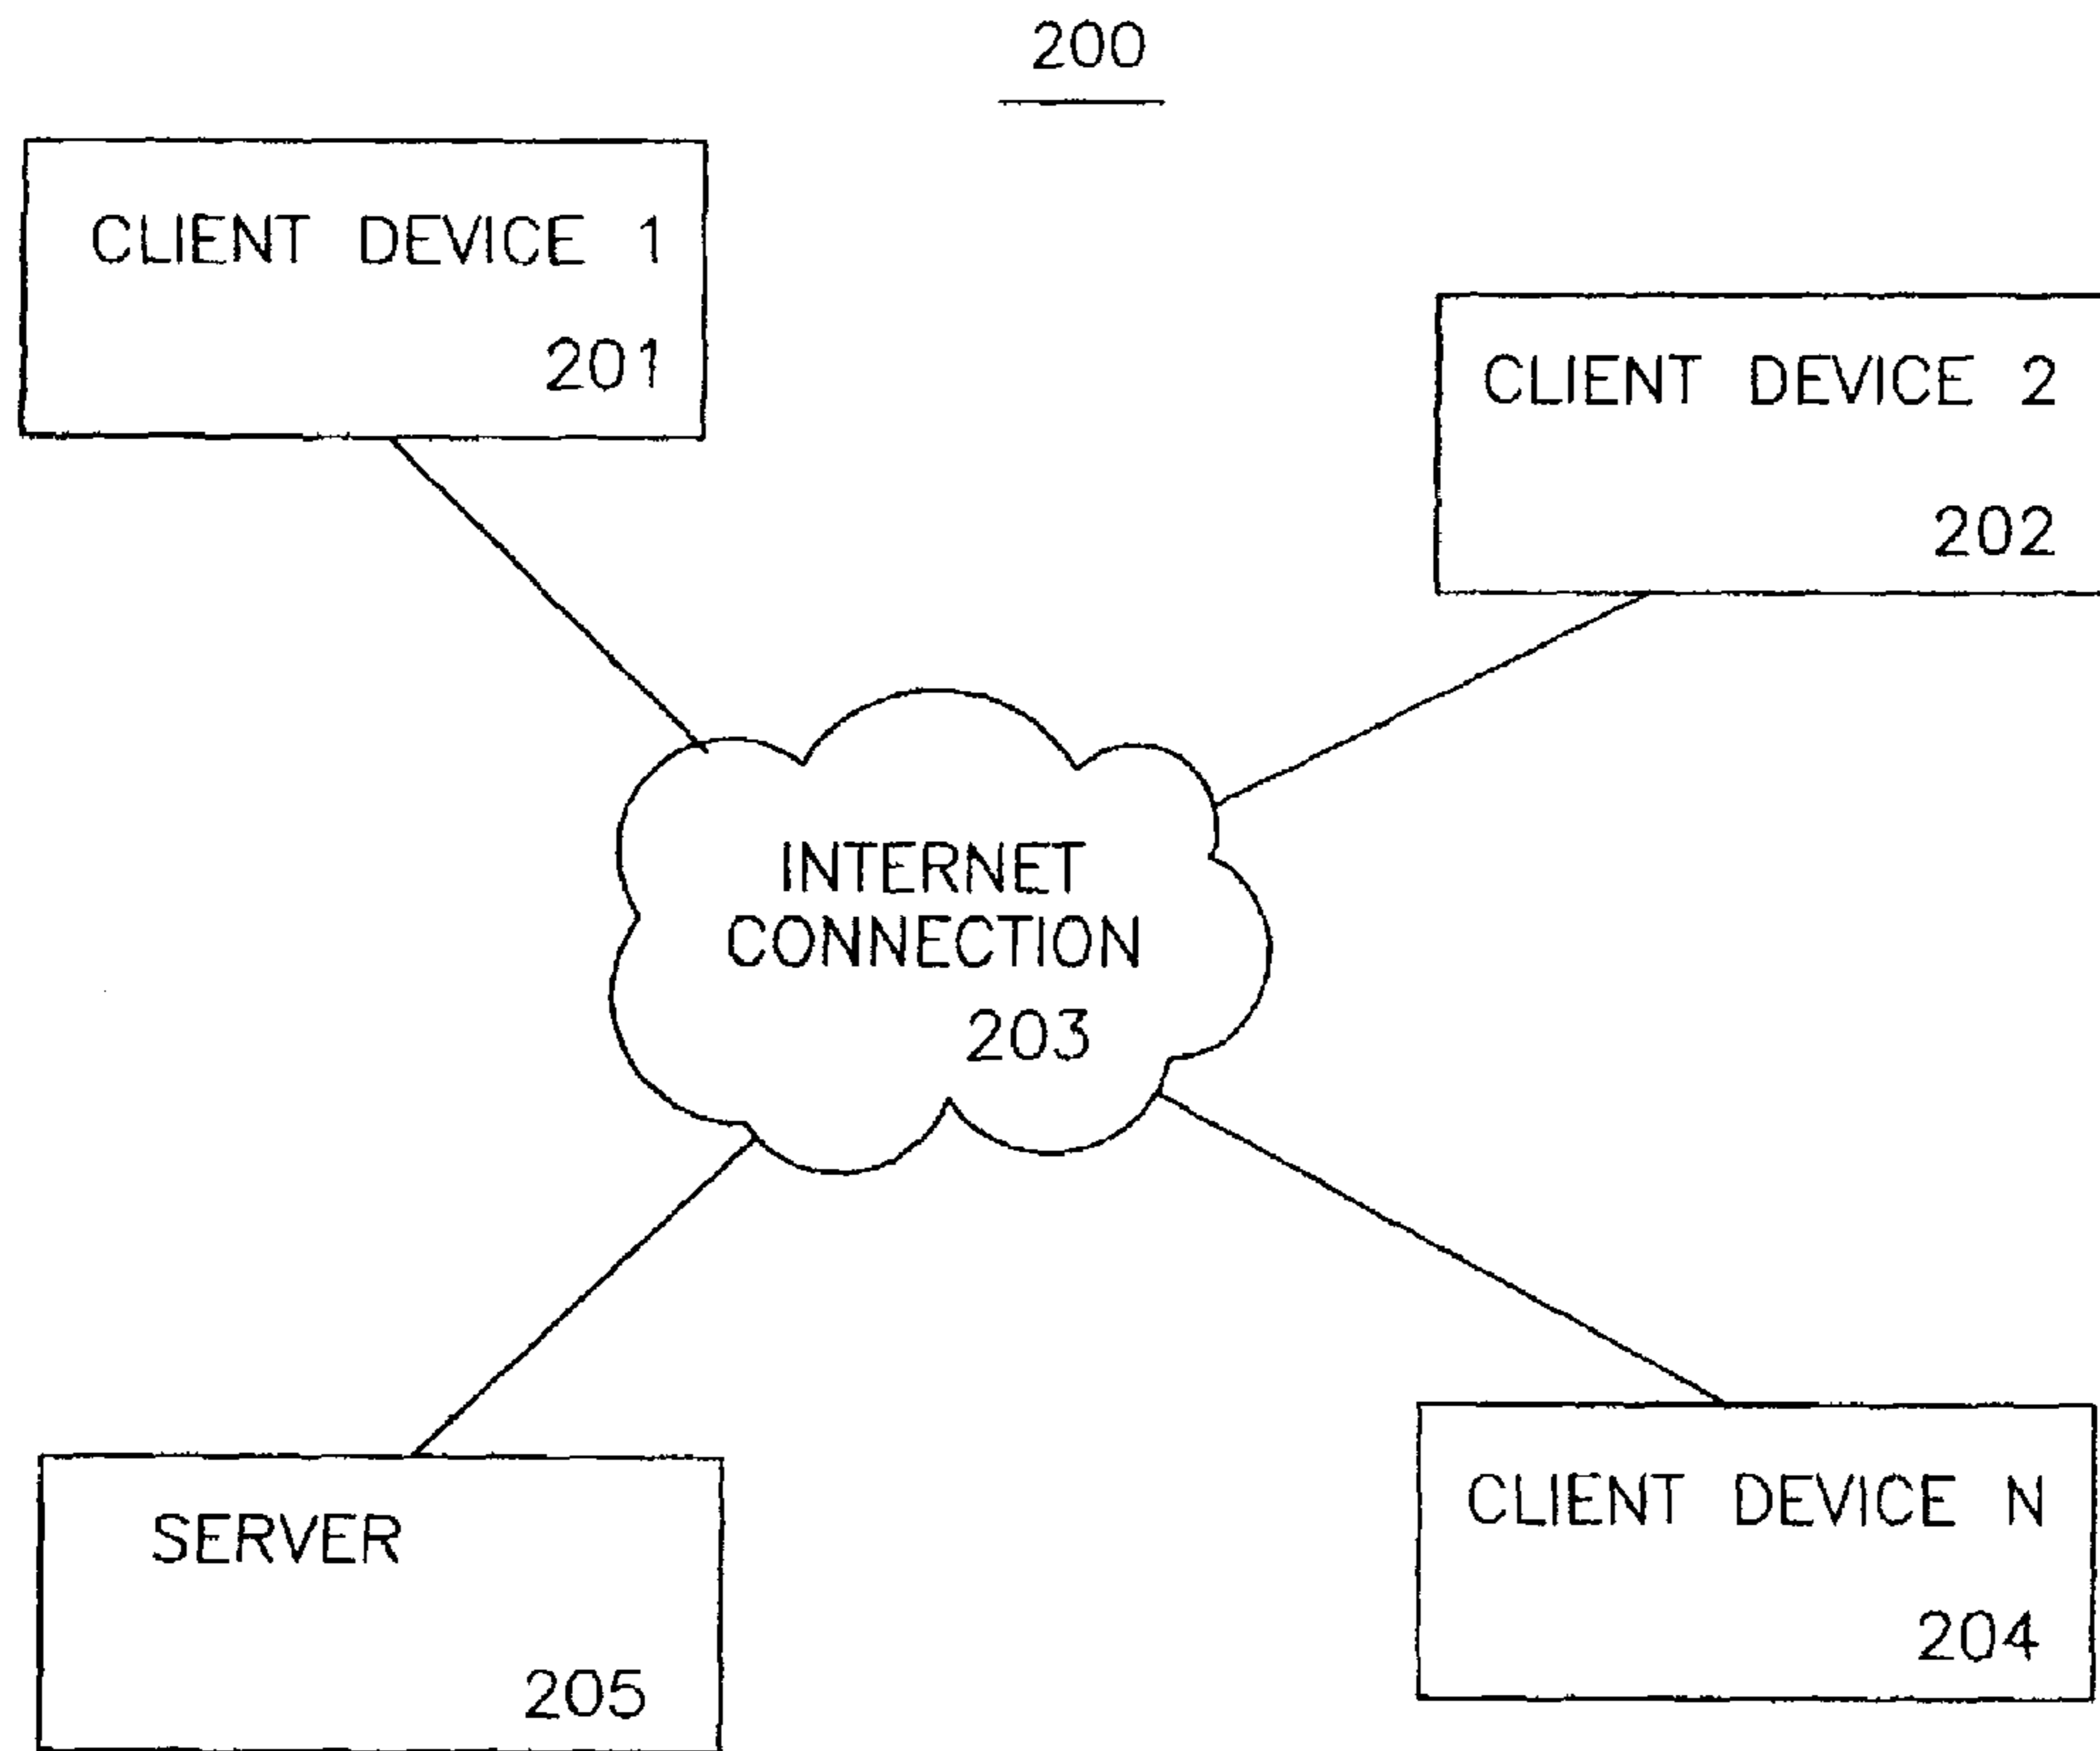 200
CLIENT DEVICE 1
201
CLIENT DEVICE 2
202
INTERNET
CONNECTION
203
SERVER
205
CLIENT DEVICE N
204